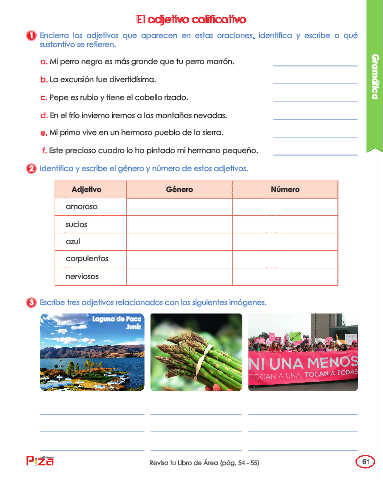 El adjetivo calificativo
1 Encierra los adjetivos que aparecen en estas oraciones, identifica y escribe a qué
sustantivo se refieren.
a. Mi perro negro es más grande que tu perro marrón.
b. La excursión fue divertidísima.
c. Pepe es rubio y tiene el cabello rizado.
d. En el frío invierno iremos a las montañas nevadas.
e. Mi primo vive en un hermoso pueblo de la sierra.
f. Este precioso cuadro lo ha pintado mi hermano pequeño.
Gramática
2 Identifica y escribe el género y número de estos adjetivos.
Adjetivo Género Número
amorosa
sucios
azul
corpulentos
nerviosos
3 Escribe tres adjetivos relacionados con las siguientes imágenes.
Laguna de Paca
Junín
NI UNA MENOS
TOCAN A UNA, TOCAN A TODAS
Piza
Revisa tu Libro de Área (pág. 54 - 55)
61